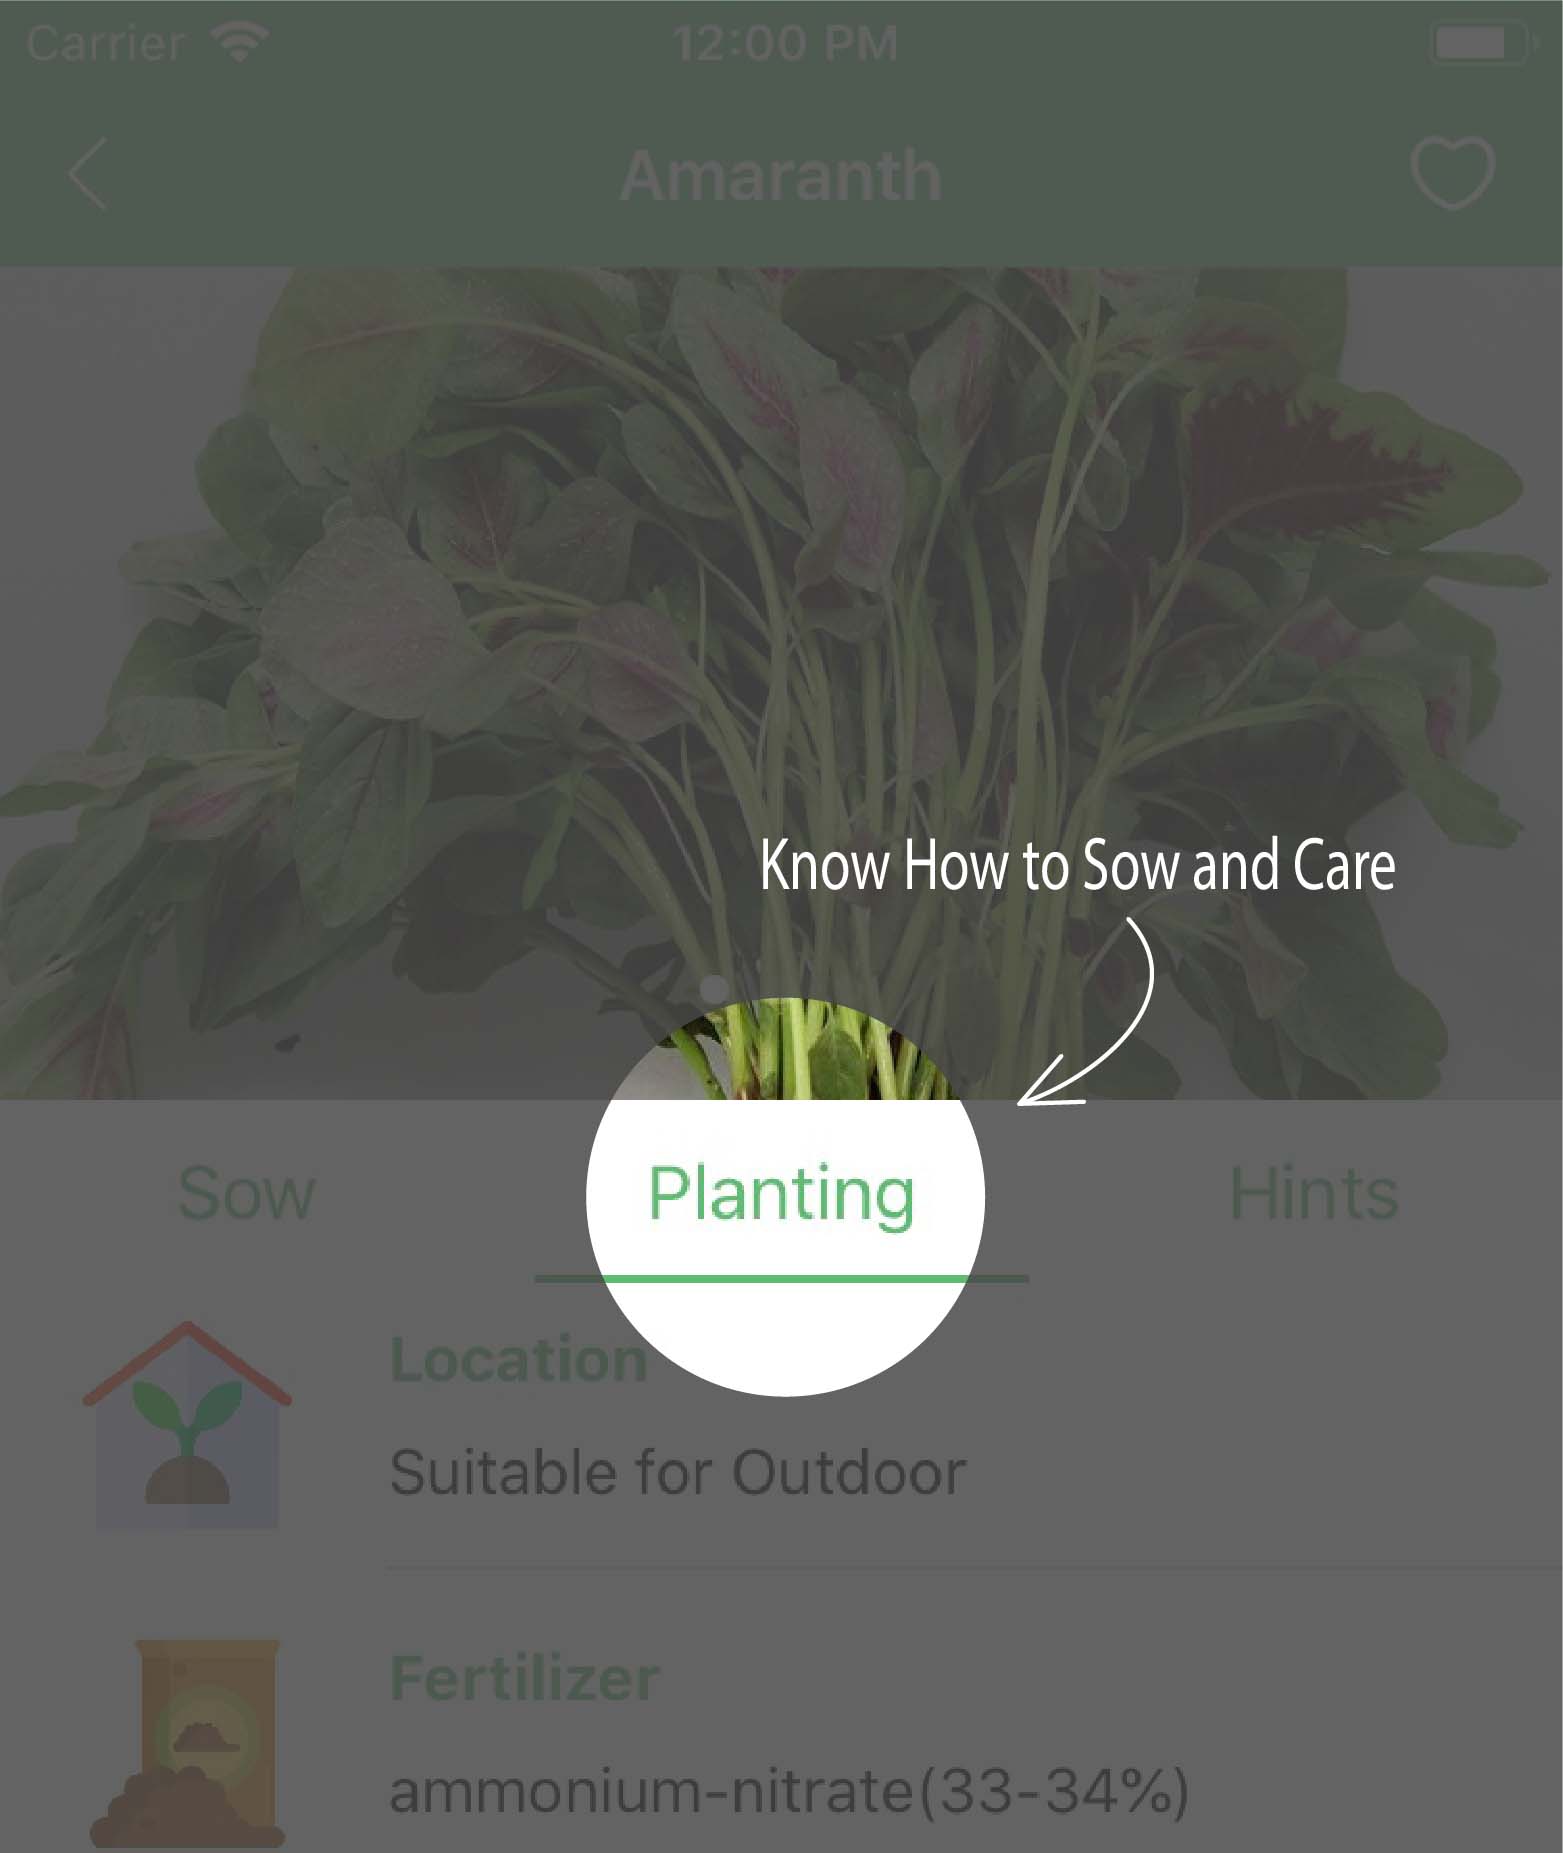 Carrier 12:00 PM
Amaranth
Know How to Sow and Care
Sow Planting Hints
Location
Suitable for Outdoor
Fertilizer
ammonium-nitrate(33-34%)